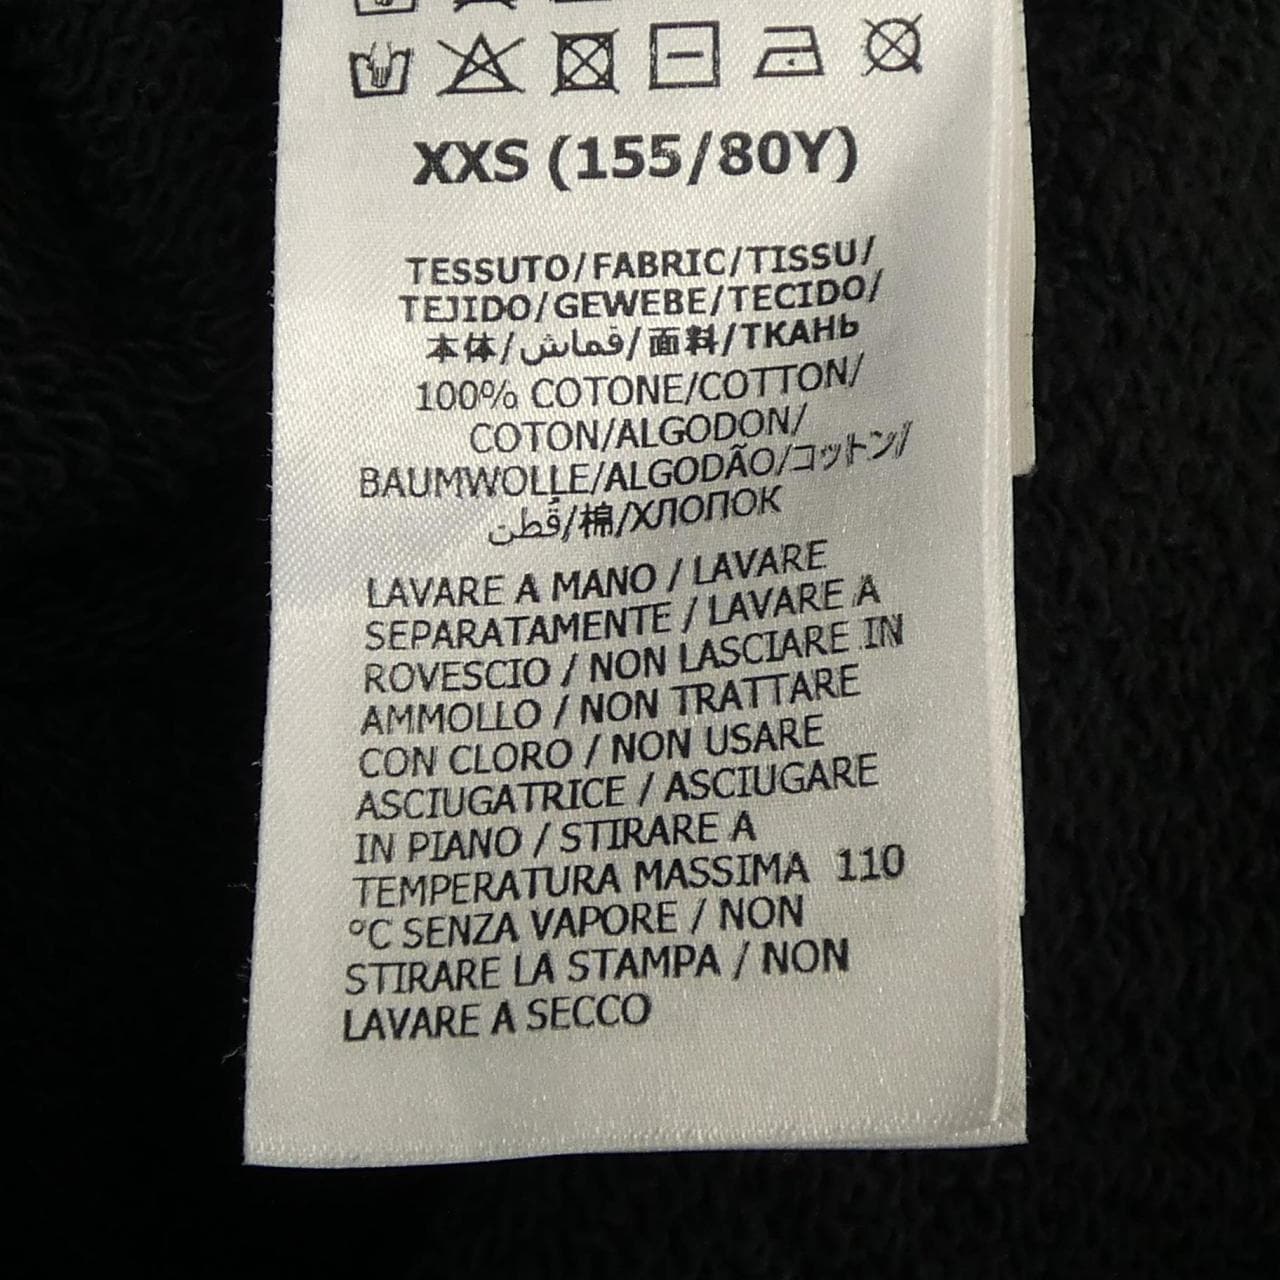 XXS (155/80Y)
TESSUTO/FABRIC/TISSU/
TEJIDO/GEWEBE/TECIDO/
本体/قماش/面料/ТКАНЬ
100% COTONE/COTTON/
COTON/ALGODON/
BAUMWOLLE/ALGODÃO/コットン/
قُطن/棉/ХЛОПОК
LAVARE A MANO / LAVARE
SEPARATAMENTE / LAVARE A
ROVESCIO / NON LASCIARE IN
AMMOLLO / NON TRATTARE
CON CLORO / NON USARE
ASCIUGATRICE / ASCIUGARE
IN PIANO / STIRARE A
TEMPERATURA MASSIMA 110
°C SENZA VAPORE / NON
STIRARE LA STAMPA / NON
LAVARE A SECCO